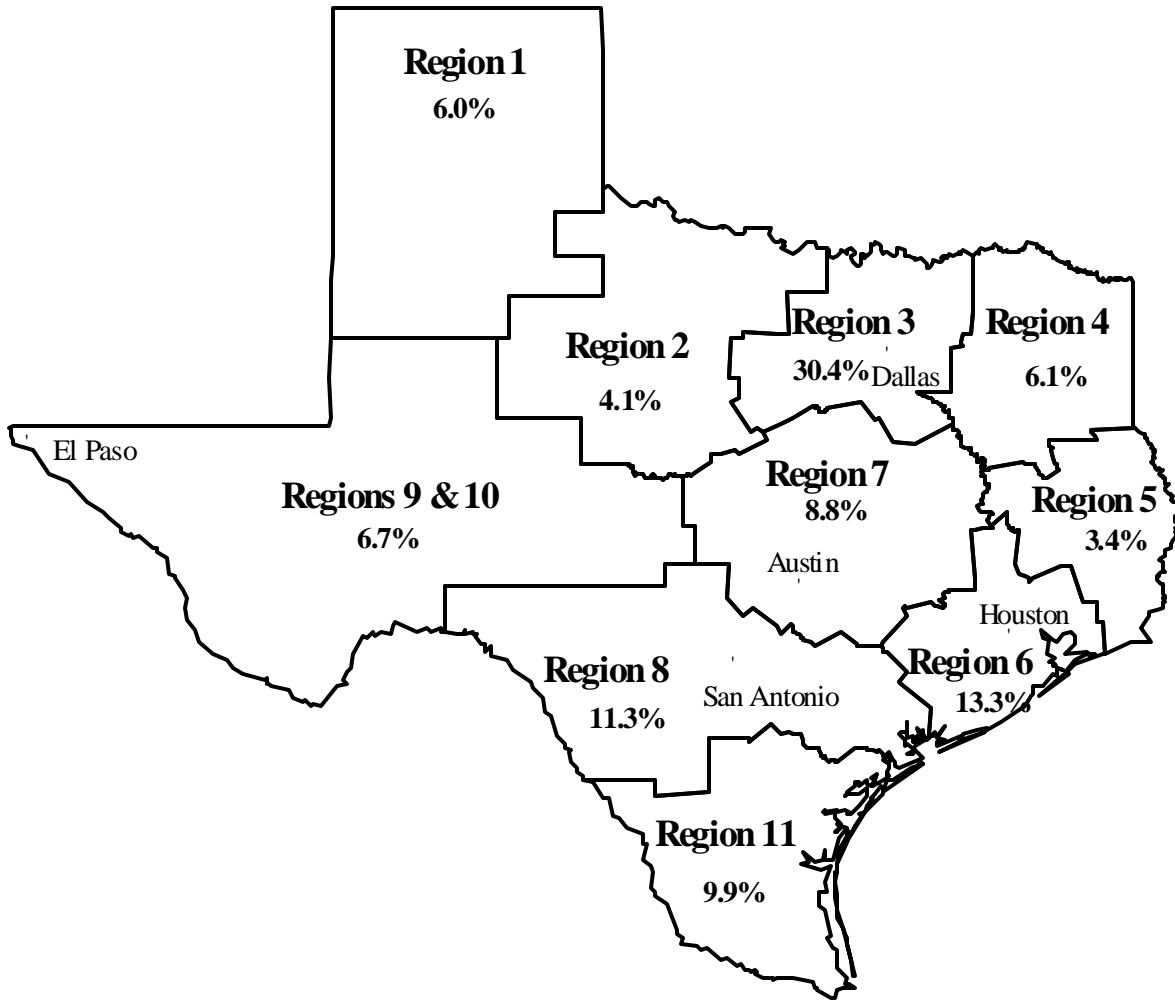 Region 1
6.0%
Region 2
4.1%
Region 3
30.4%
Dallas
Region 4
6.1%
El Paso
Regions 9 & 10
6.7%
Region 7
8.8%
Austin
Region 5
3.4%
Houston
Region 6
13.3%
Region 8
11.3%
San Antonio
Region 11
9.9%